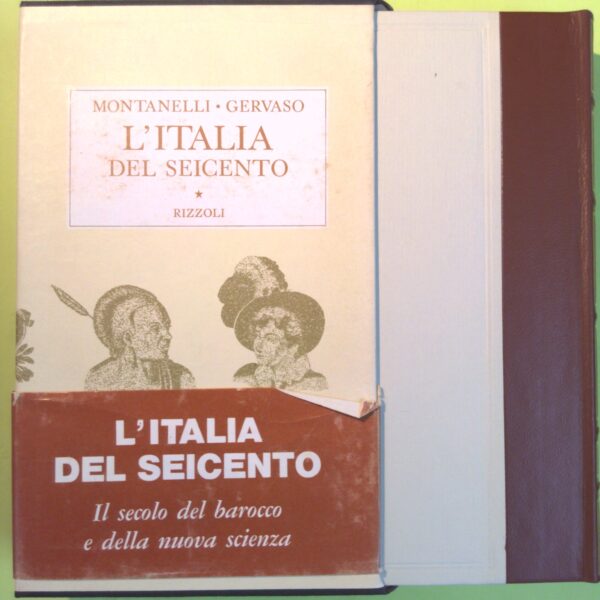 MONTANELLI • GERVASO
L'ITALIA
DEL SEICENTO
★
RIZZOLI
L'ITALIA
DEL SEICENTO
Il secolo del barocco
e della nuova scienza